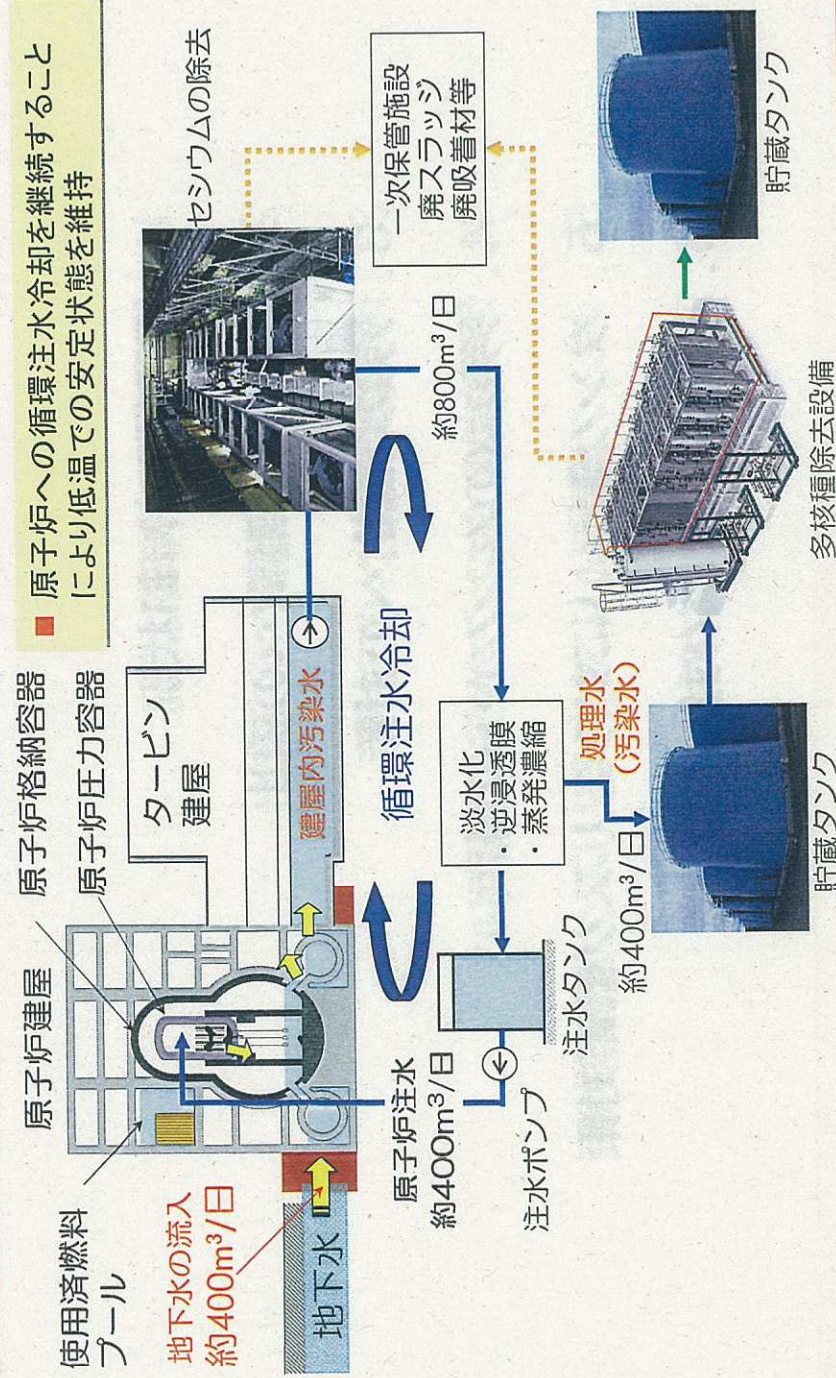 ■ 原子炉への循環注水冷却を継続すること
により低温での安定状態を維持
原子炉建屋
原子炉格納容器
原子炉圧力容器
使用済燃料
プール
タービン
建屋
地下水の流入
約400m³/日
地下水
建屋内汚染水
セシウムの除去
原子炉注水
約400m³/日
循環注水冷却
約800m³/日
一次保管施設
廃スラッジ
廃吸着材等
注水ポンプ
注水タンク
淡水化
・逆浸透膜
・蒸発濃縮
処理水
(汚染水)
約400m³/日
貯蔵タンク
多核種除去設備
貯蔵タンク